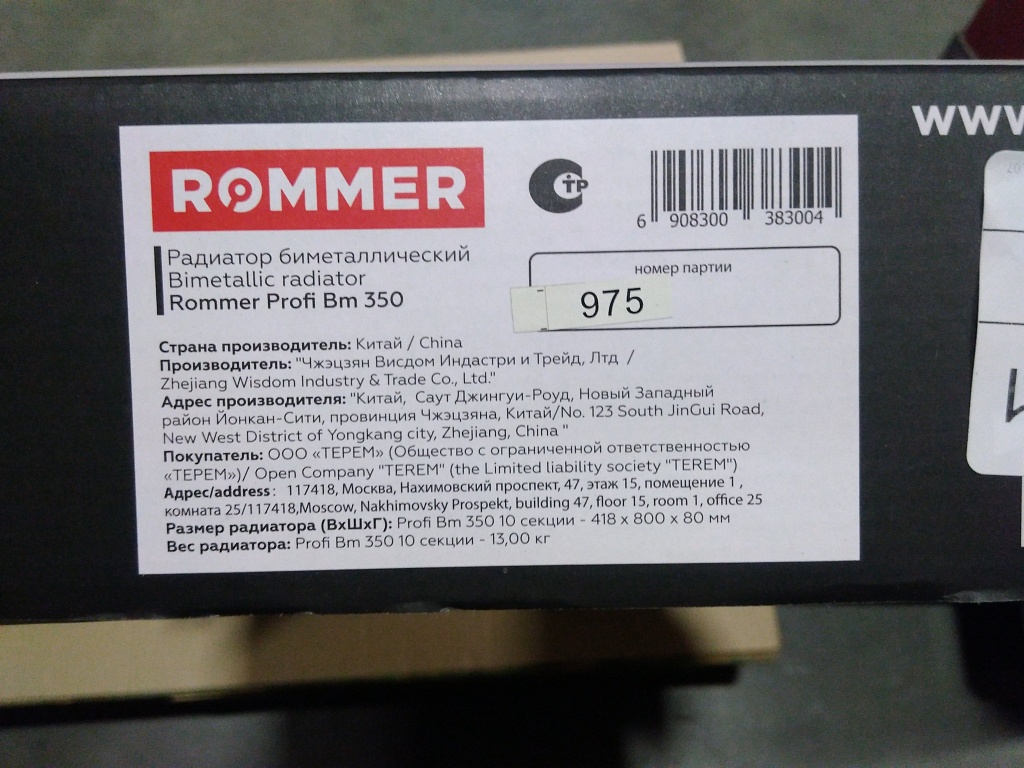 www
ROMMER
ТР
6 908300 383004
Радиатор биметаллический
Bimetallic radiator
Rommer Profi Bm 350
номер партии
975
Страна производитель: Китай / China
Производитель: "Чжэцзян Висдом Индастри и Трейд, Лтд /
Zhejiang Wisdom Industry & Trade Co., Ltd."
Адрес производителя: "Китай, Саут Джингуи-Роуд, Новый Западный
район Йонкан-Сити, провинция Чжэцзяна, Китай/No. 123 South JinGui Road,
New West District of Yongkang city, Zhejiang, China "
Покупатель: ООО «ТЕРЕМ» (Общество с ограниченной ответственностью
«ТЕРЕМ»)/ Open Company "TEREM" (the Limited liability society "TEREM")
Адрес/address : 117418, Москва, Нахимовский проспект, 47, этаж 15, помещение 1 ,
комната 25/117418,Moscow, Nakhimovsky Prospekt, building 47, floor 15, room 1, office 25
Размер радиатора (ВхШхГ): Profi Bm 350 10 секции - 418 x 800 x 80 мм
Вес радиатора: Profi Bm 350 10 секции - 13,00 кг